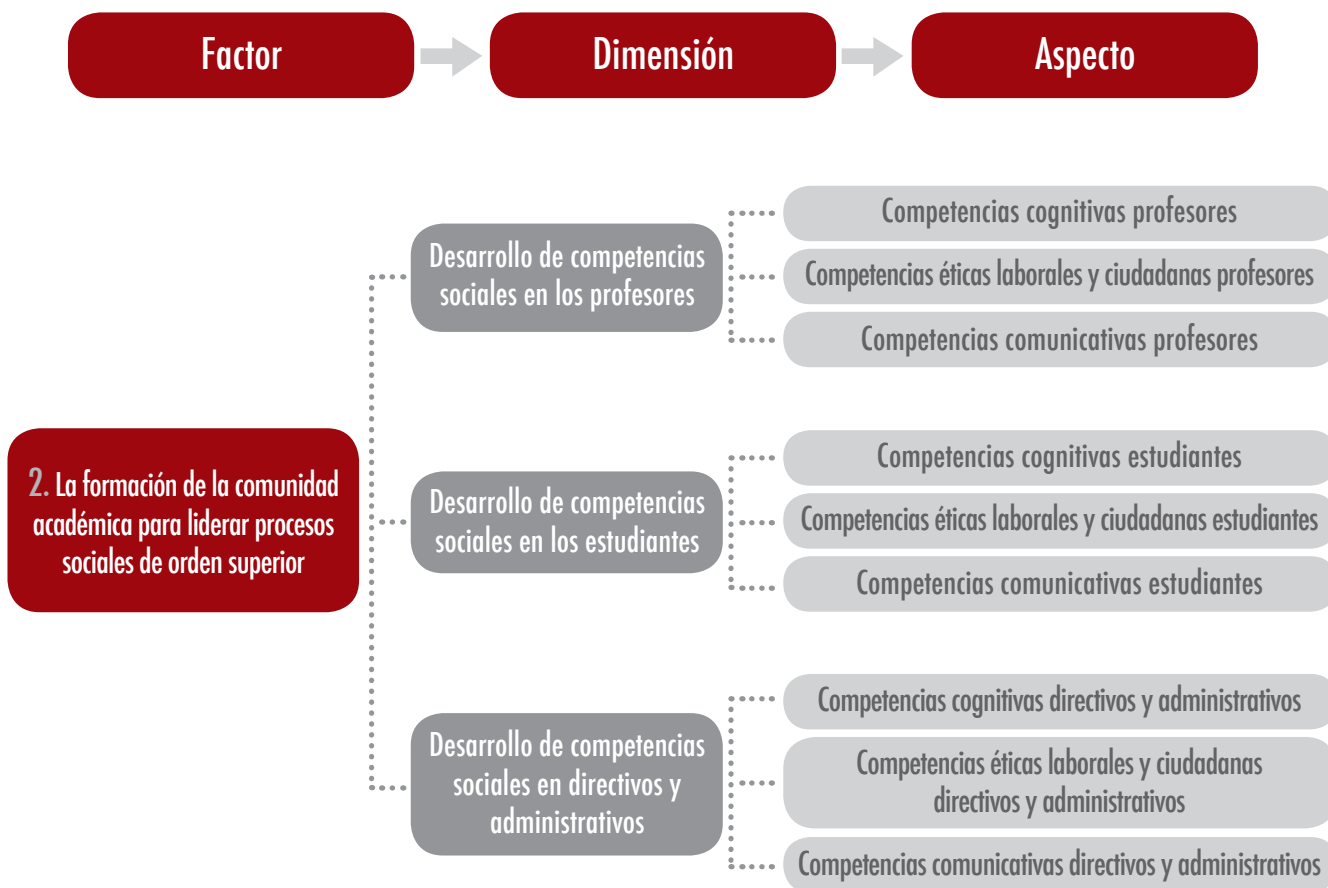 Factor
Dimensión
Aspecto
Competencias cognitivas profesores
Desarrollo de competencias
sociales en los profesores
Competencias éticas laborales y ciudadanas profesores
Competencias comunicativas profesores
2. La formación de la comunidad
académica para liderar procesos
sociales de orden superior
Competencias cognitivas estudiantes
Desarrollo de competencias
sociales en los estudiantes
Competencias éticas laborales y ciudadanas estudiantes
Competencias comunicativas estudiantes
Competencias cognitivas directivos y administrativos
Desarrollo de competencias
sociales en directivos y
administrativos
Competencias éticas laborales y ciudadanas
directivos y administrativos
Competencias comunicativas directivos y administrativos